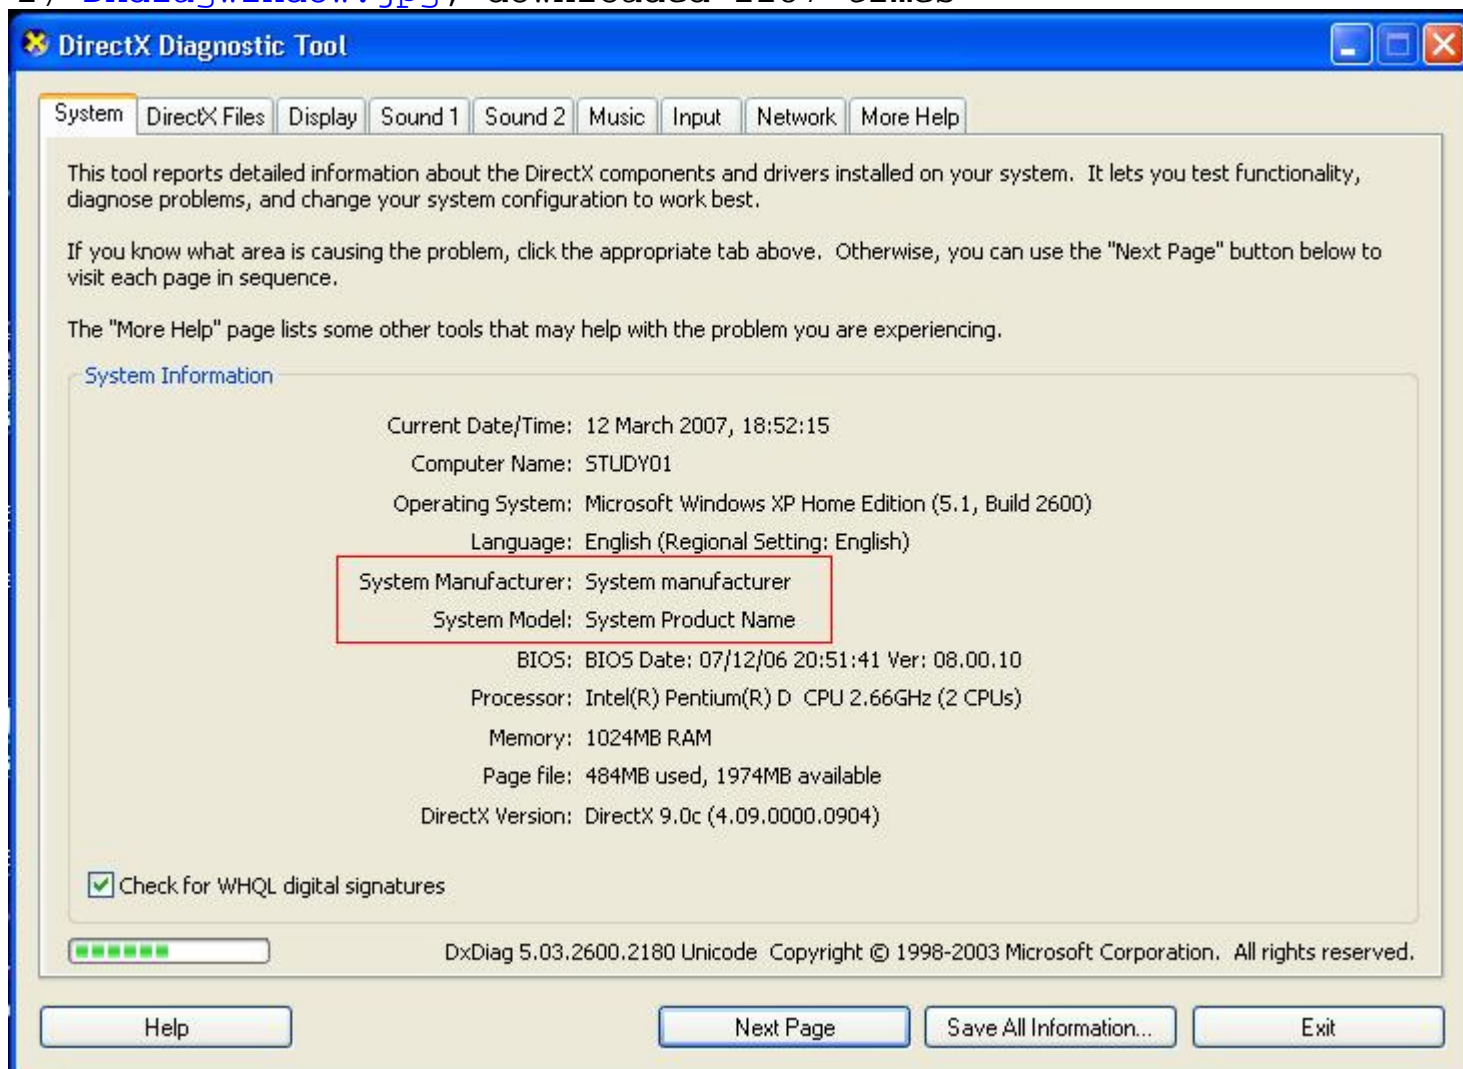 DirectX Diagnostic Tool
System DirectX Files Display Sound 1 Sound 2 Music Input Network More Help
This tool reports detailed information about the DirectX components and drivers installed on your system. It lets you test functionality,
diagnose problems, and change your system configuration to work best.
If you know what area is causing the problem, click the appropriate tab above. Otherwise, you can use the "Next Page" button below to
visit each page in sequence.
The "More Help" page lists some other tools that may help with the problem you are experiencing.
System Information
Current Date/Time: 12 March 2007, 18:52:15
Computer Name: STUDY01
Operating System: Microsoft Windows XP Home Edition (5.1, Build 2600)
Language: English (Regional Setting: English)
System Manufacturer: System manufacturer
System Model: System Product Name
BIOS: BIOS Date: 07/12/06 20:51:41 Ver: 08.00.10
Processor: Intel(R) Pentium(R) D CPU 2.66GHz (2 CPUs)
Memory: 1024MB RAM
Page file: 484MB used, 1974MB available
DirectX Version: DirectX 9.0c (4.09.0000.0904)
Check for WHQL digital signatures
DxDiag 5.03.2600.2180 Unicode Copyright © 1998-2003 Microsoft Corporation. All rights reserved.
Help Next Page Save All Information... Exit